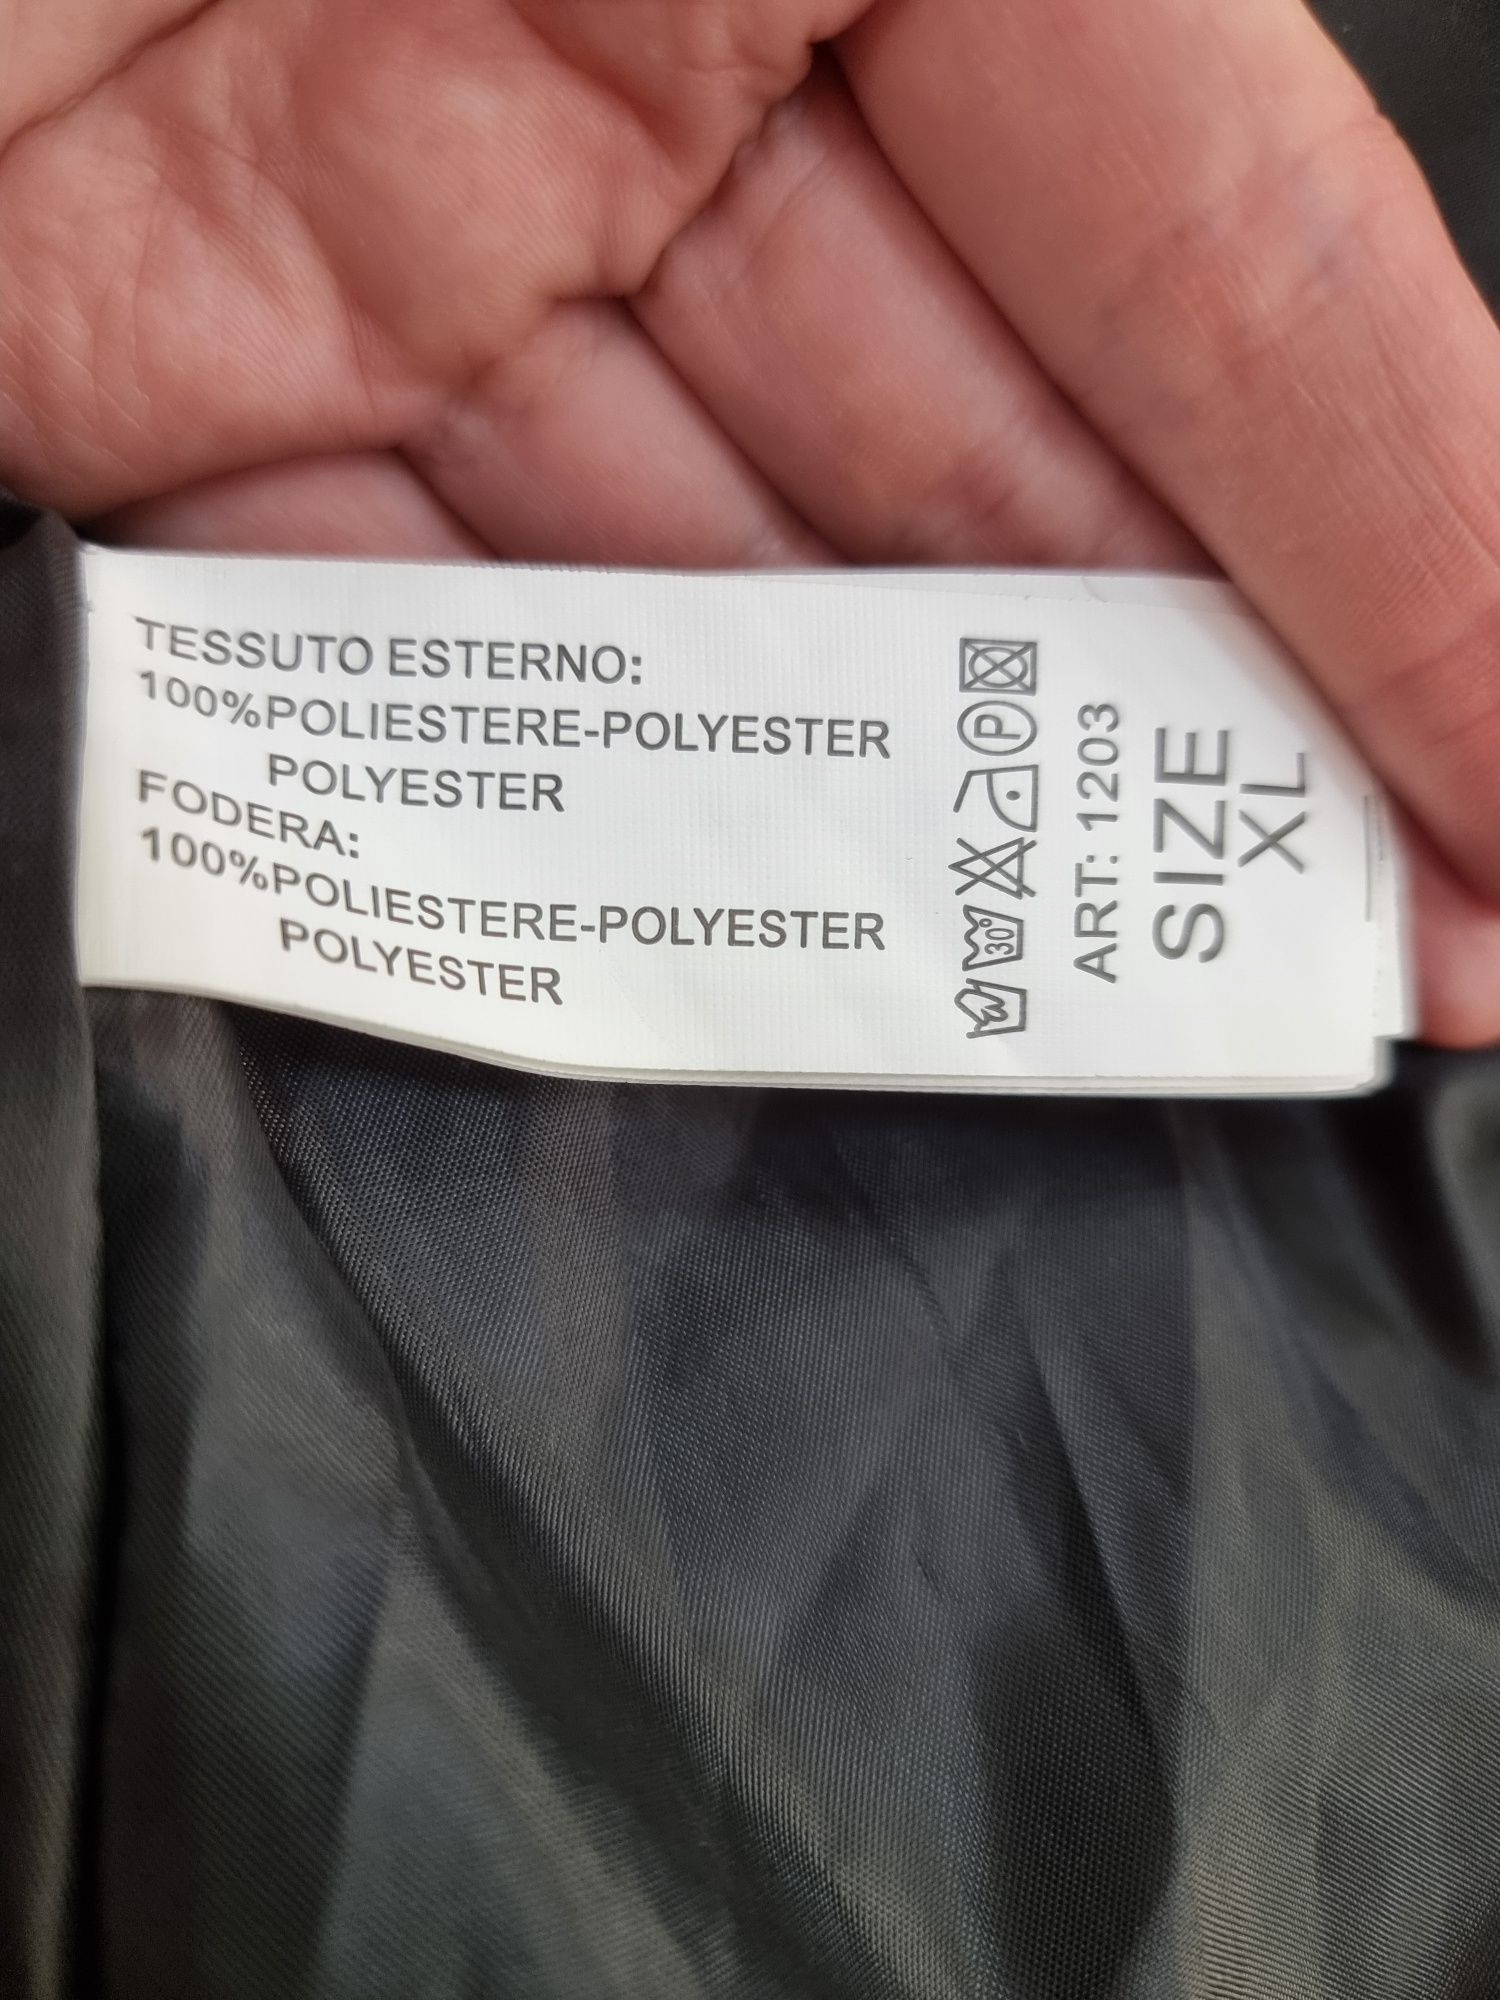 TESSUTO ESTERNO:
100%POLIESTERE-POLYESTER
POLYESTER
FODERA:
100%POLIESTERE-POLYESTER
POLYESTER
30°
P
ART: 1203
SIZE
XL